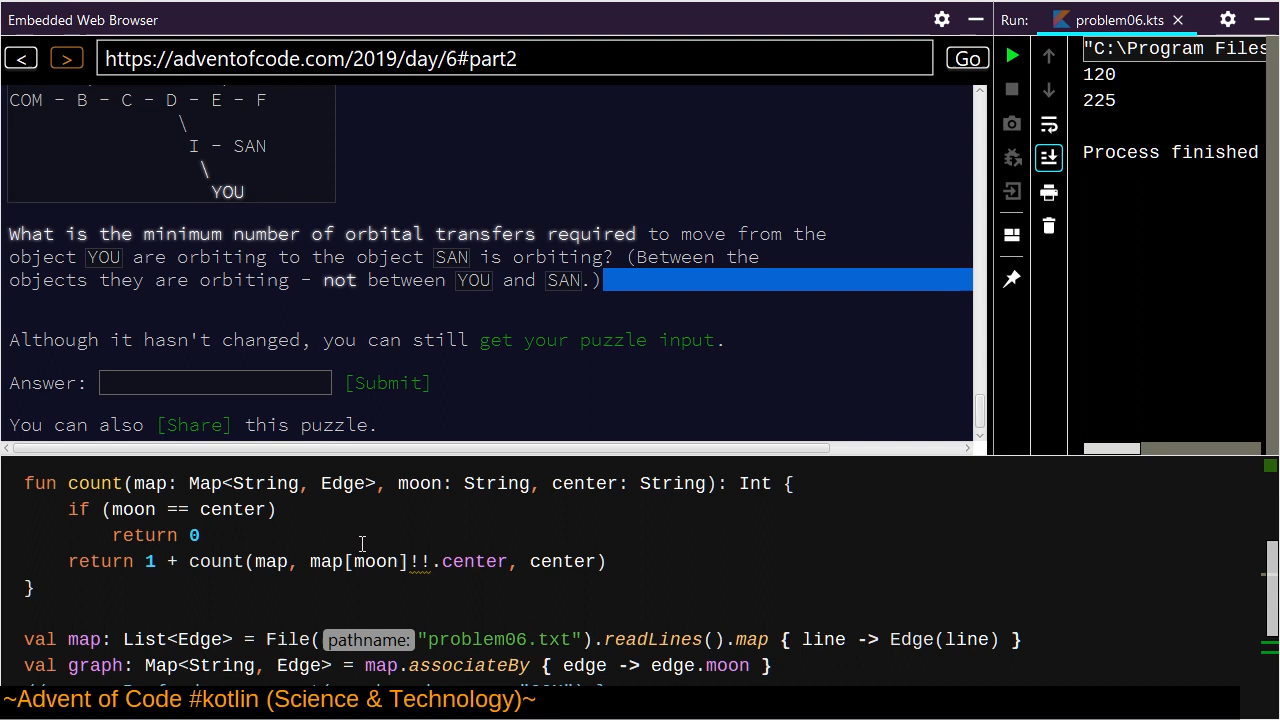 Embedded Web Browser
Run: problem06.kts
< > https://adventofcode.com/2019/day/6#part2 Go
COM - B - C - D - E - F
\
I - SAN
\
YOU
What is the minimum number of orbital transfers required to move from the
object YOU are orbiting to the object SAN is orbiting? (Between the
objects they are orbiting - not between YOU and SAN.)
Although it hasn't changed, you can still get your puzzle input.
Answer: [Submit]
You can also [Share] this puzzle.
"C:\Program Files
120
225
Process finished
fun count(map: Map<String, Edge>, moon: String, center: String): Int {
if (moon == center)
return 0
return 1 + count(map, map[moon]!!.center, center)
}
val map: List<Edge> = File( pathname: "problem06.txt").readLines().map { line -> Edge(line) }
val graph: Map<String, Edge> = map.associateBy { edge -> edge.moon }
~Advent of Code #kotlin (Science & Technology)~